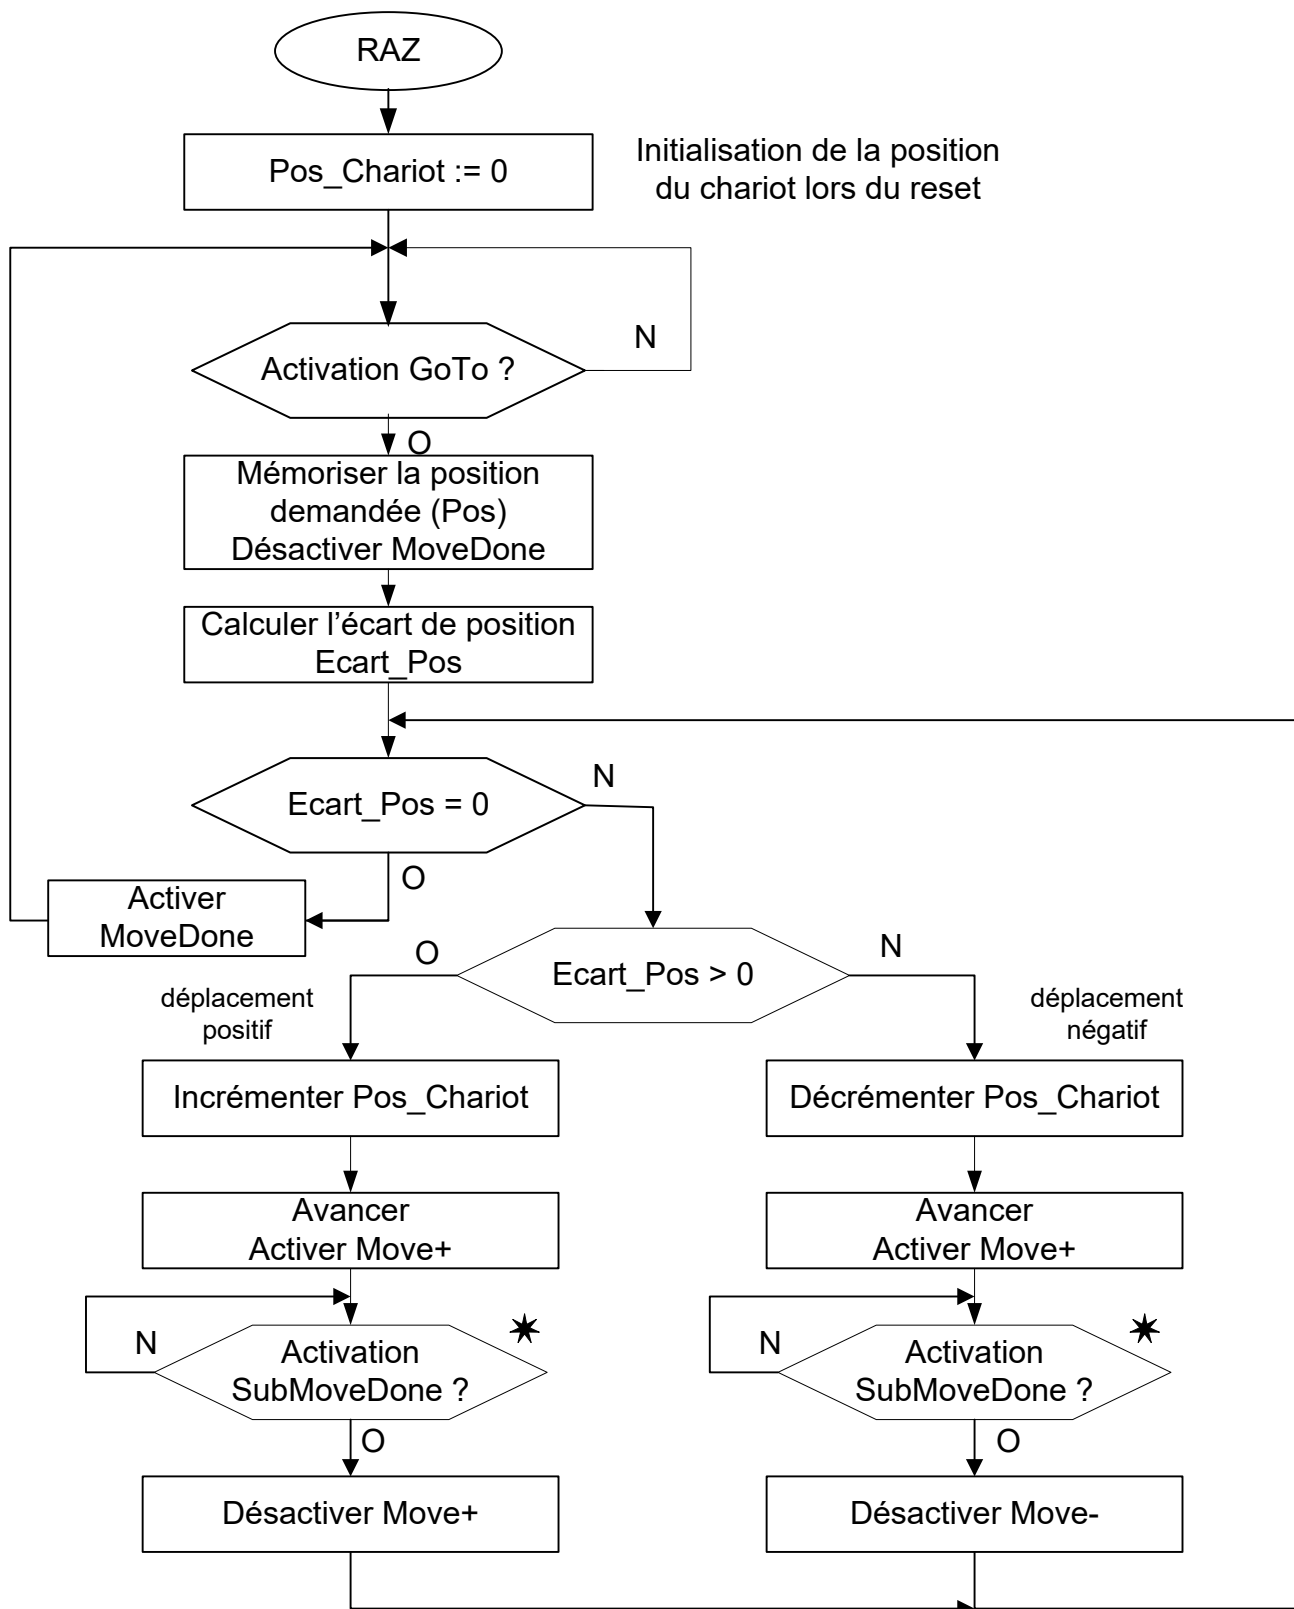 RAZ
Pos_Chariot := 0
Initialisation de la position
du chariot lors du reset
N
Activation GoTo ?
O
Mémoriser la position
demandée (Pos)
Désactiver MoveDone
Calculer l'écart de position
Ecart_Pos
N
Ecart_Pos = 0
O
Activer
MoveDone
O
Ecart_Pos > 0
N
déplacement
positif
déplacement
négatif
Incrémenter Pos_Chariot
Décrémenter Pos_Chariot
Avancer
Activer Move+
Avancer
Activer Move+
N
Activation
SubMoveDone ?
N
Activation
SubMoveDone ?
O
O
Désactiver Move+
Désactiver Move-